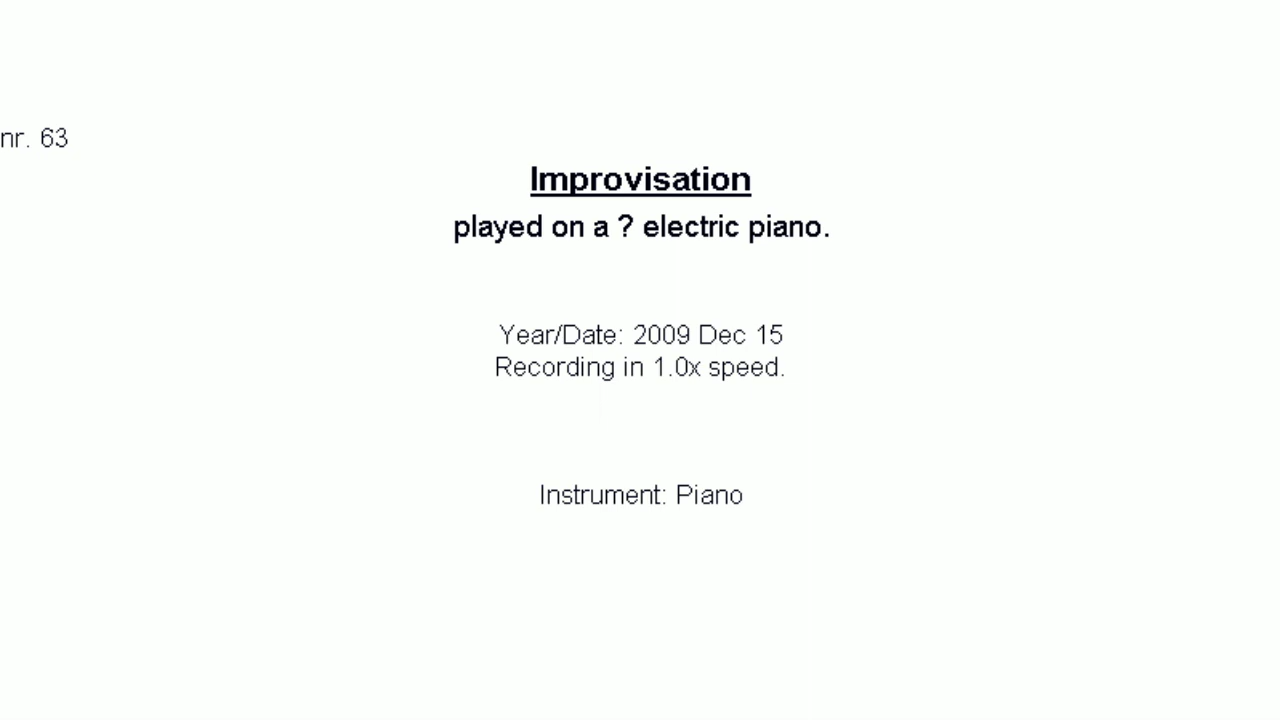 nr. 63
Improvisation
played on a ? electric piano.
Year/Date: 2009 Dec 15
Recording in 1.0x speed.
Instrument: Piano